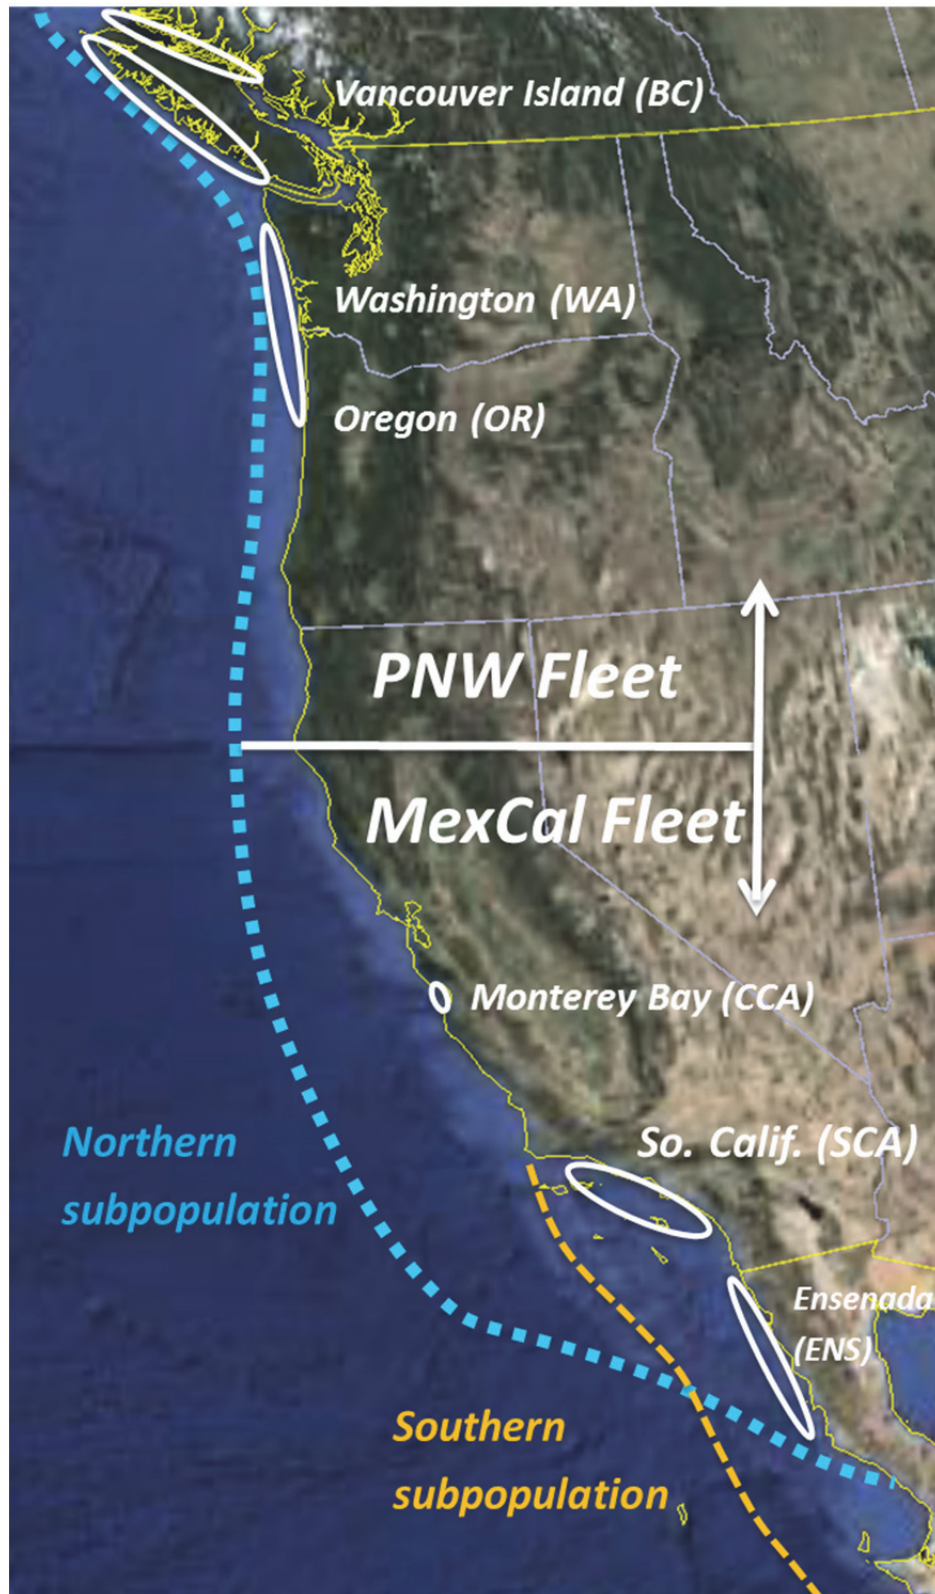 Vancouver Island (BC)
Washington (WA)
Oregon (OR)
PNW Fleet
MexCal Fleet
Monterey Bay (CCA)
Northern
subpopulation
So. Calif. (SCA)
Ensenada
(ENS)
Southern
subpopulation